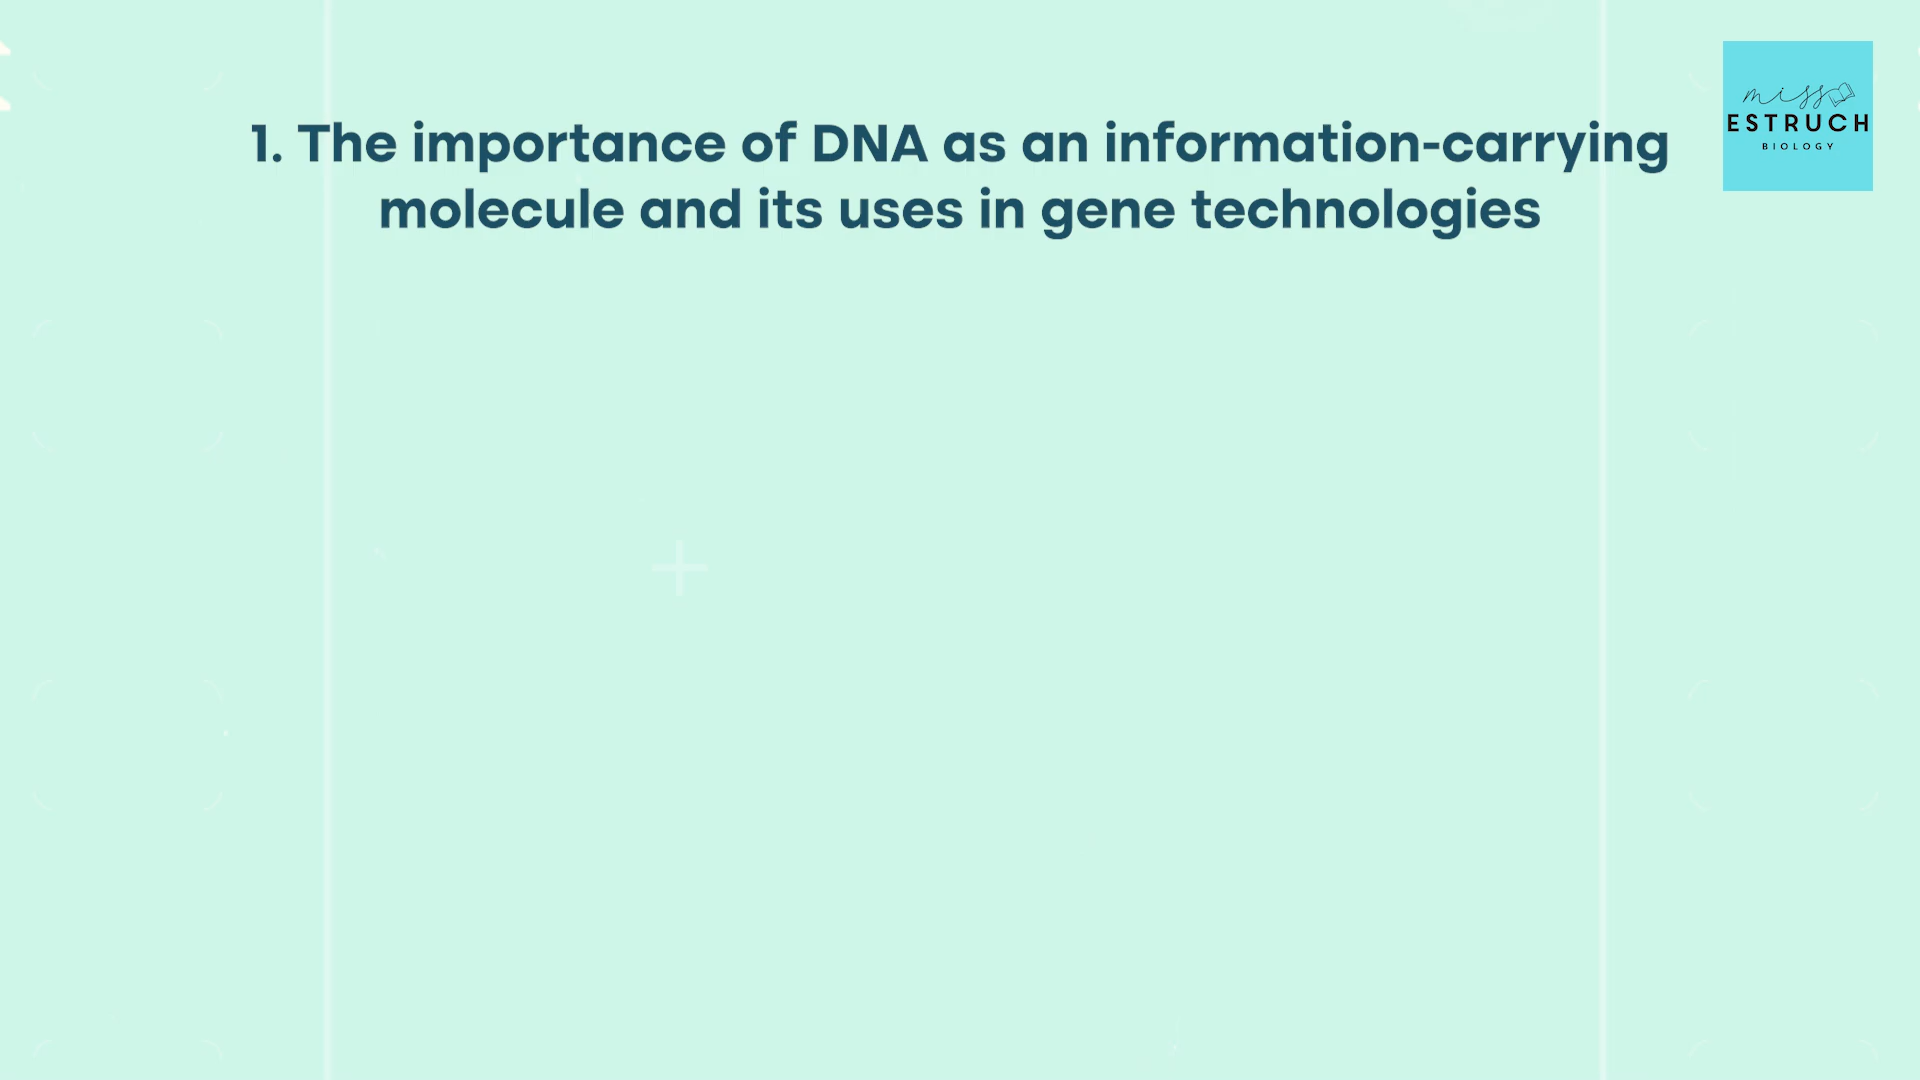 1. The importance of DNA as an information-carrying
molecule and its uses in gene technologies
miss
ESTRUCH
BIOLOGY